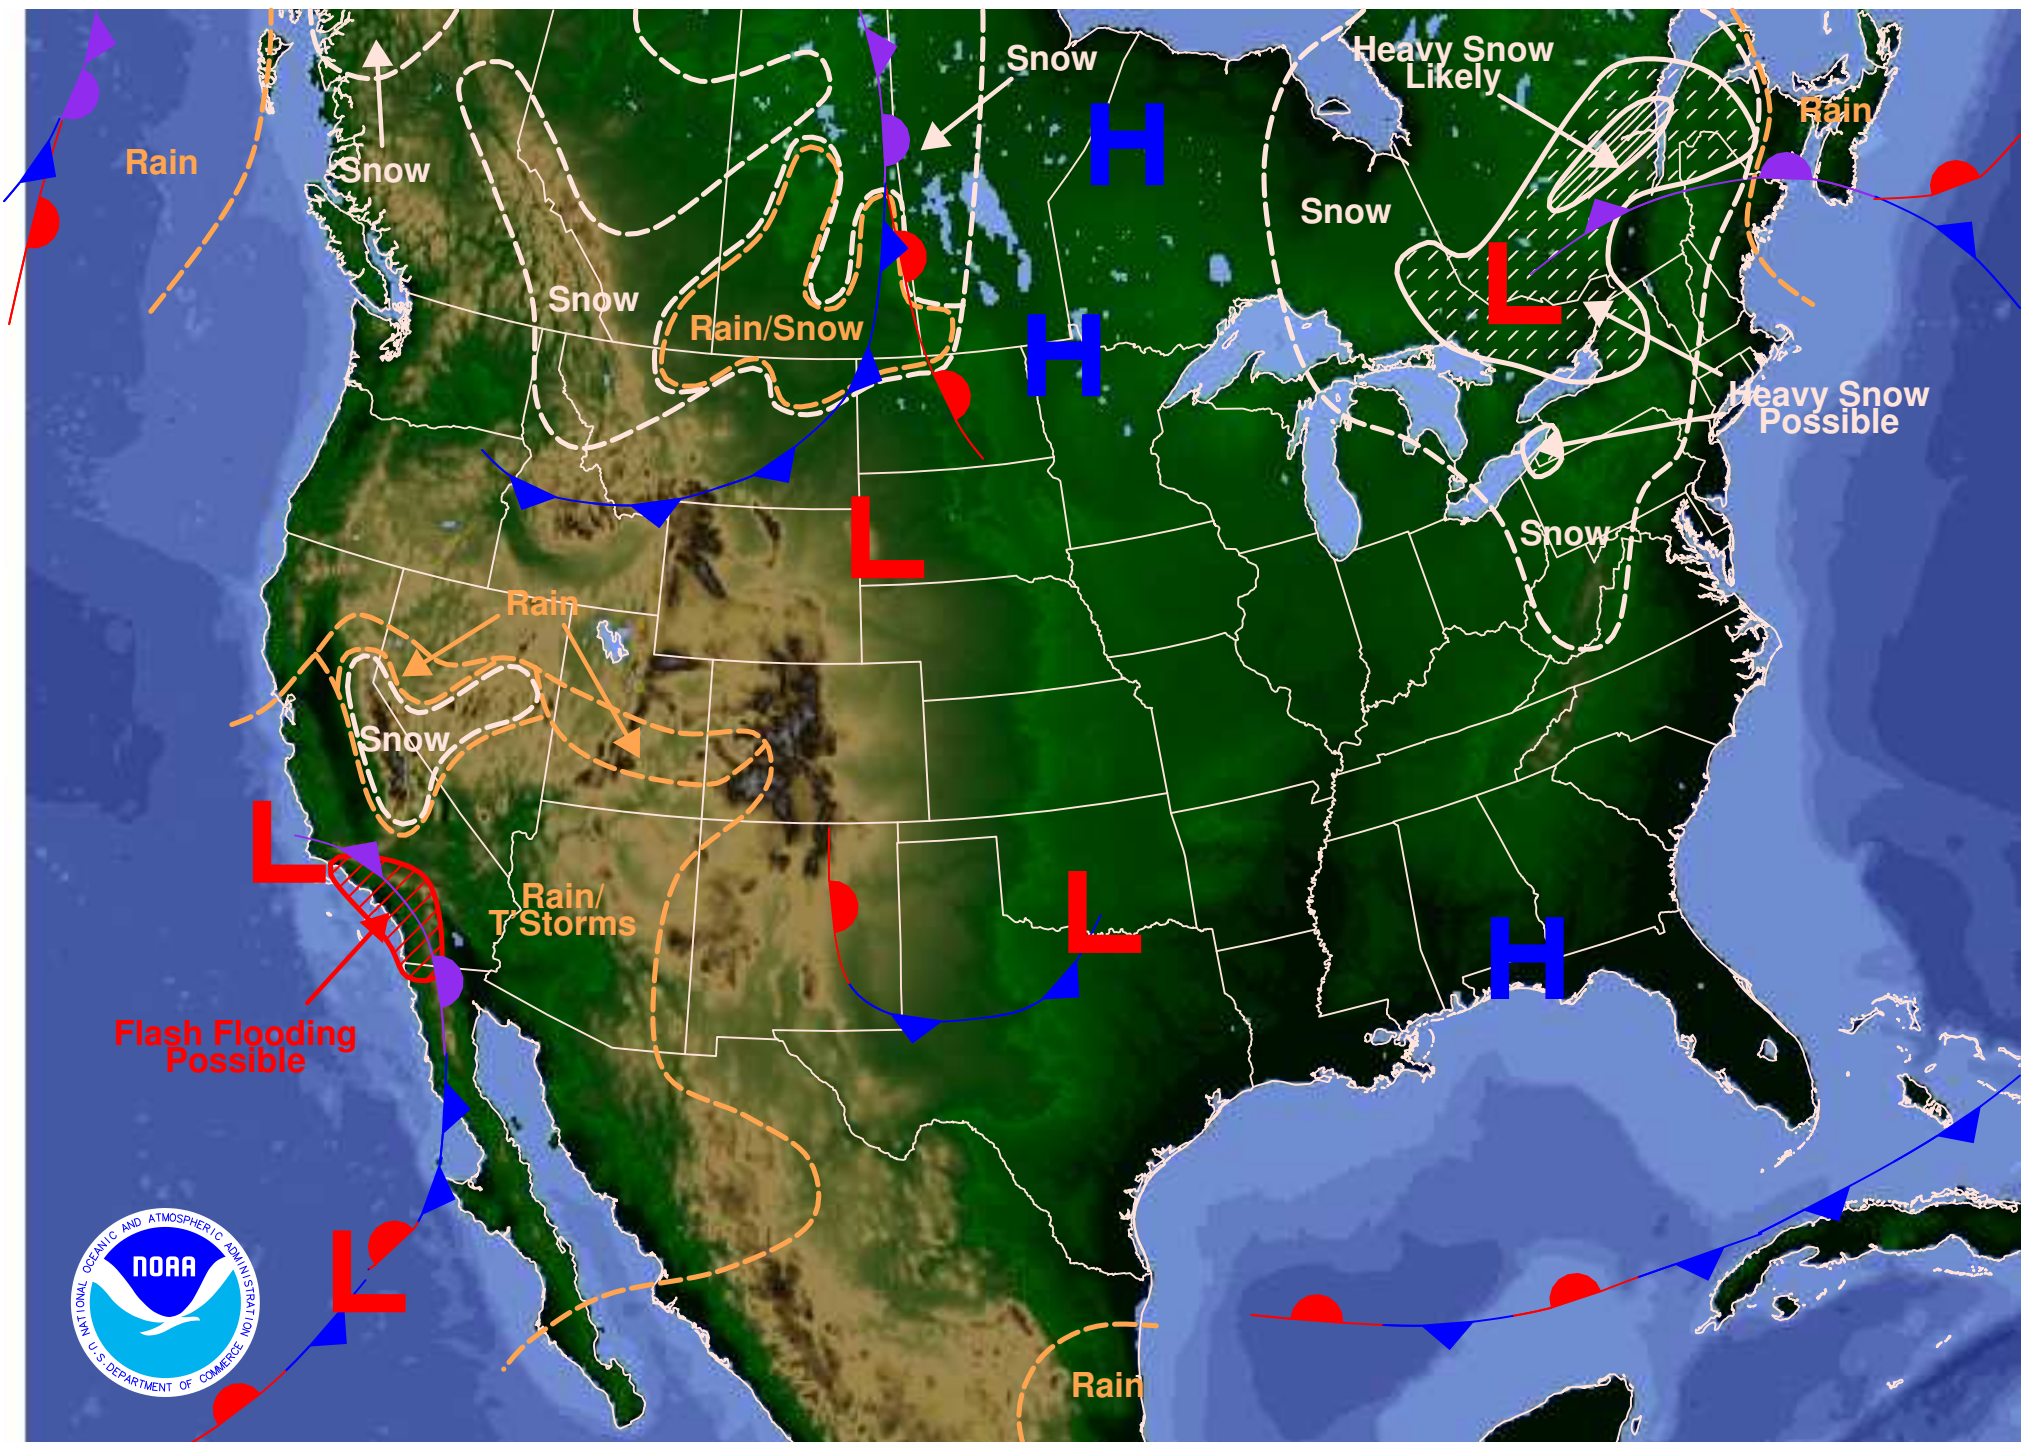 Snow
Heavy Snow
Likely
Rain
Rain
Snow
Snow
Snow
Rain/Snow
H
L
H
Heavy Snow
Possible
L
Snow
Rain
Snow
L
Rain/
T'Storms
L
H
Flash Flooding
Possible
L
Rain
NATIONAL OCEANIC AND ATMOSPHERIC ADMINISTRATION
NOAA
U.S. DEPARTMENT OF COMMERCE